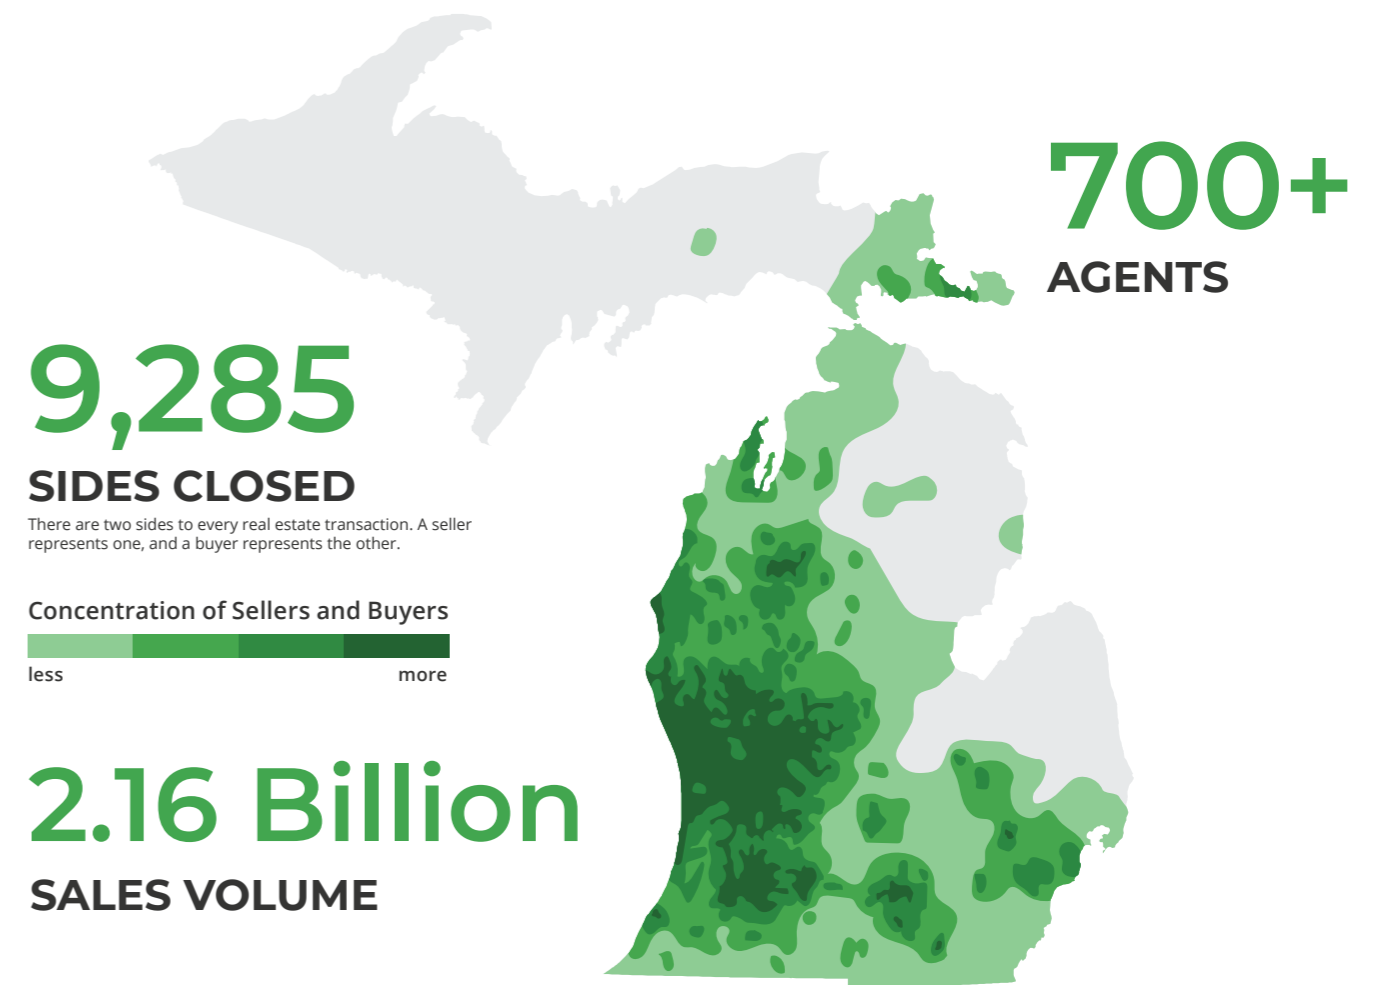 700+
AGENTS
9,285
SIDES CLOSED
There are two sides to every real estate transaction. A seller
represents one, and a buyer represents the other.
Concentration of Sellers and Buyers
less more
2.16 Billion
SALES VOLUME